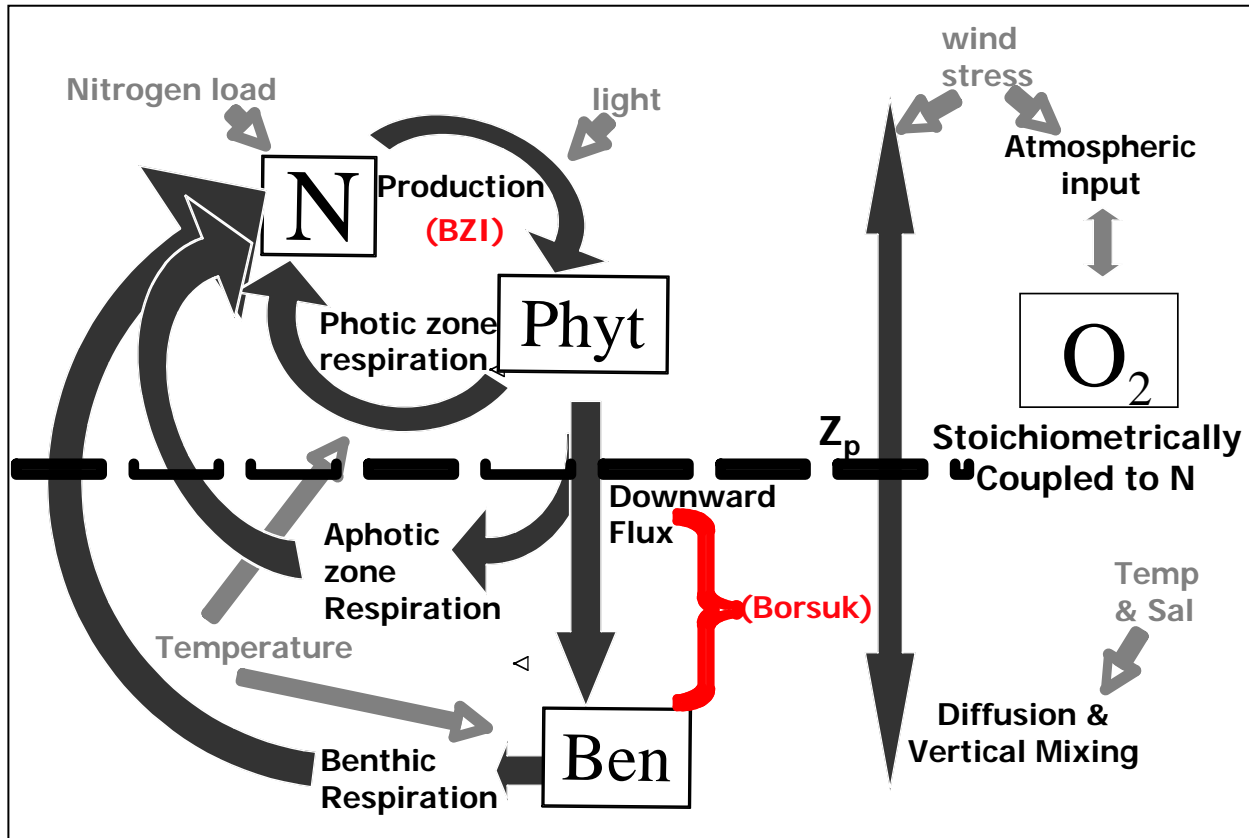 Nitrogen load
light
wind
stress
N
Production
(BZI)
Atmospheric
input
Photic zone
respiration
Phyt
O2
Zp
Stoichiometrically
Coupled to N
Downward
Flux
Aphotic
zone
Respiration
(Borsuk)
Temp
& Sal
Temperature
Diffusion &
Vertical Mixing
Benthic
Respiration
Ben